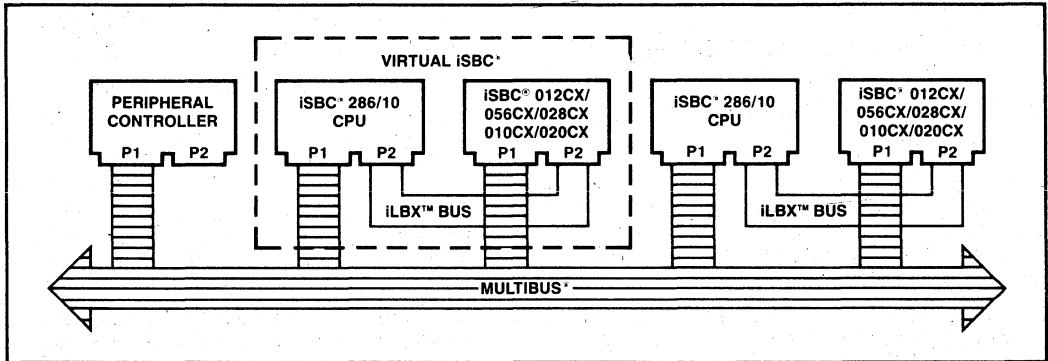 VIRTUAL iSBC*
PERIPHERAL
CONTROLLER
P1 P2
iSBC* 286/10
CPU
P1 P2
iSBC® 012CX/
056CX/028CX
010CX/020CX
P1 P2
iSBC* 286/10
CPU
P1 P2
iSBC* 012CX/
056CX/028CX
010CX/020CX
P1 P2
iLBX™ BUS
iLBX™ BUS
MULTIBUS*